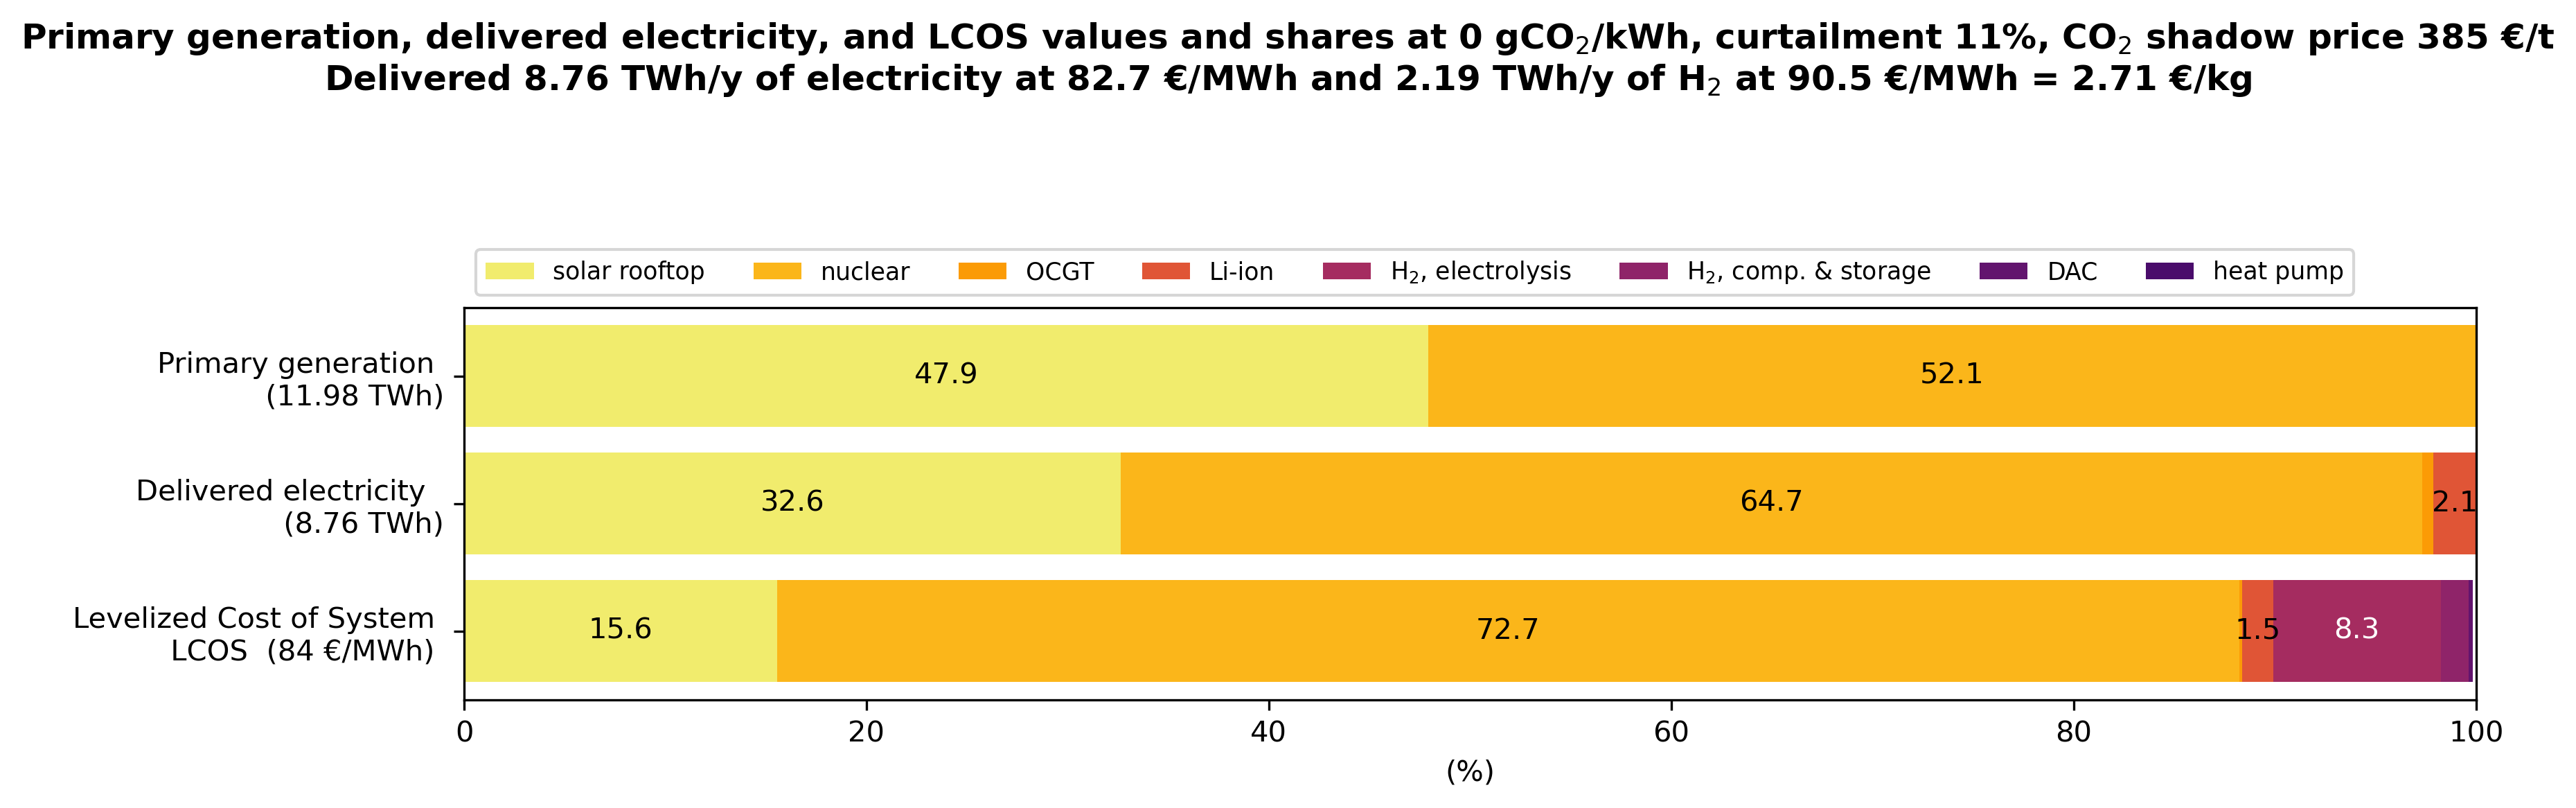 Primary generation, delivered electricity, and LCOS values and shares at 0 gCO₂/kWh, curtailment 11%, CO₂ shadow price 385 €/t
Delivered 8.76 TWh/y of electricity at 82.7 €/MWh and 2.19 TWh/y of H₂ at 90.5 €/MWh = 2.71 €/kg
solar rooftop nuclear OCGT Li-ion H₂, electrolysis H₂, comp. & storage DAC heat pump
Primary generation
(11.98 TWh)
47.9 52.1
Delivered electricity
(8.76 TWh)
32.6 64.7 2.1
Levelized Cost of System
LCOS (84 €/MWh)
15.6 72.7 1.5 8.3
0 20 40 60 80 100
(%)